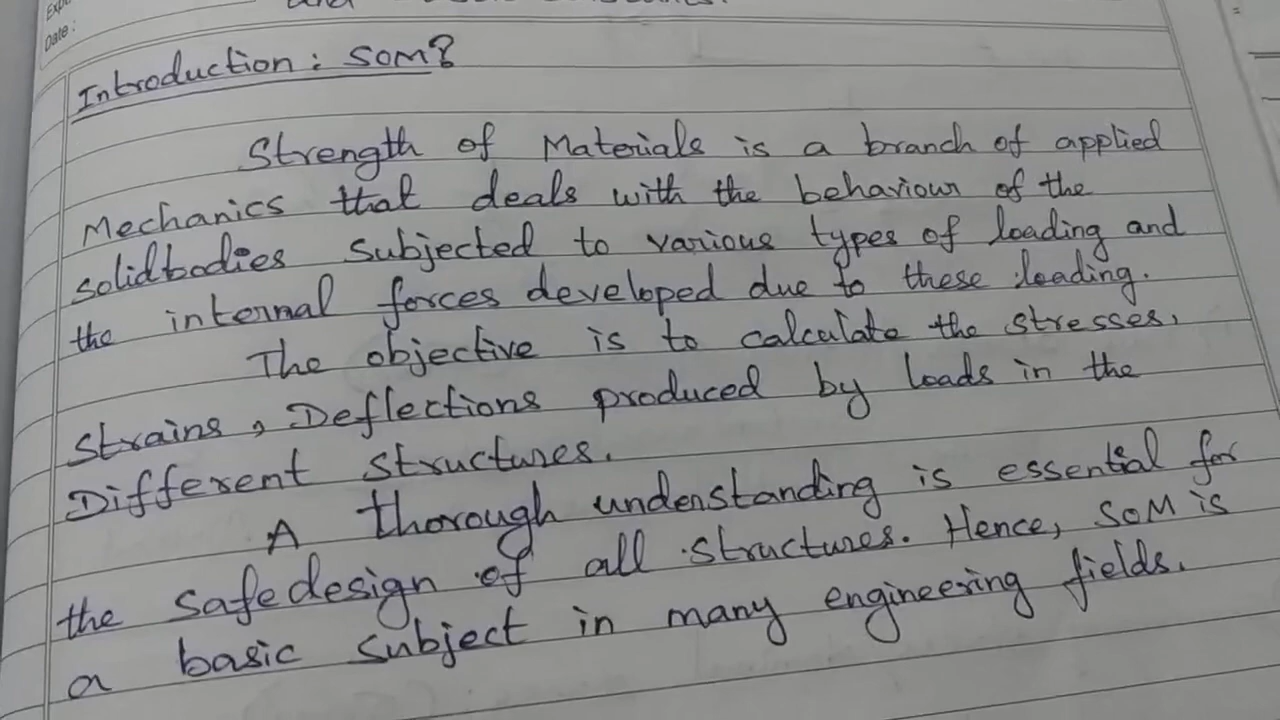 Expt
Date :
and
Introduction : SOM?
Strength of Materials is a branch of applied
Mechanics that deals with the behaviour of the
solidbodies subjected to various types of loading and
the internal forces developed due to these loading.
The objective is to calculate the stresses,
Strains, Deflections produced by loads in the
Different structures.
A thorough understanding is essential for
the safedesign of all structures. Hence, SOM is
a basic subject in many engineering fields.